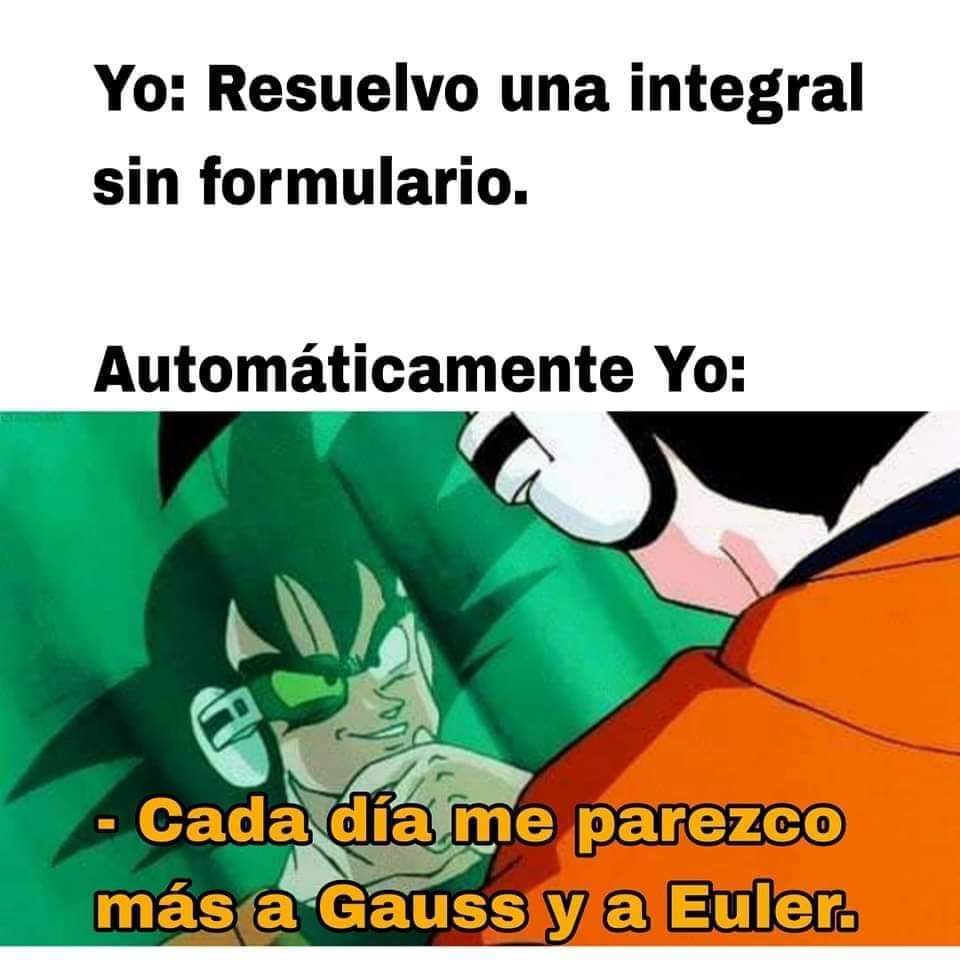 Yo: Resuelvo una integral
sin formulario.
Automáticamente Yo:
- Cada día me parezco
más a Gauss y a Euler.